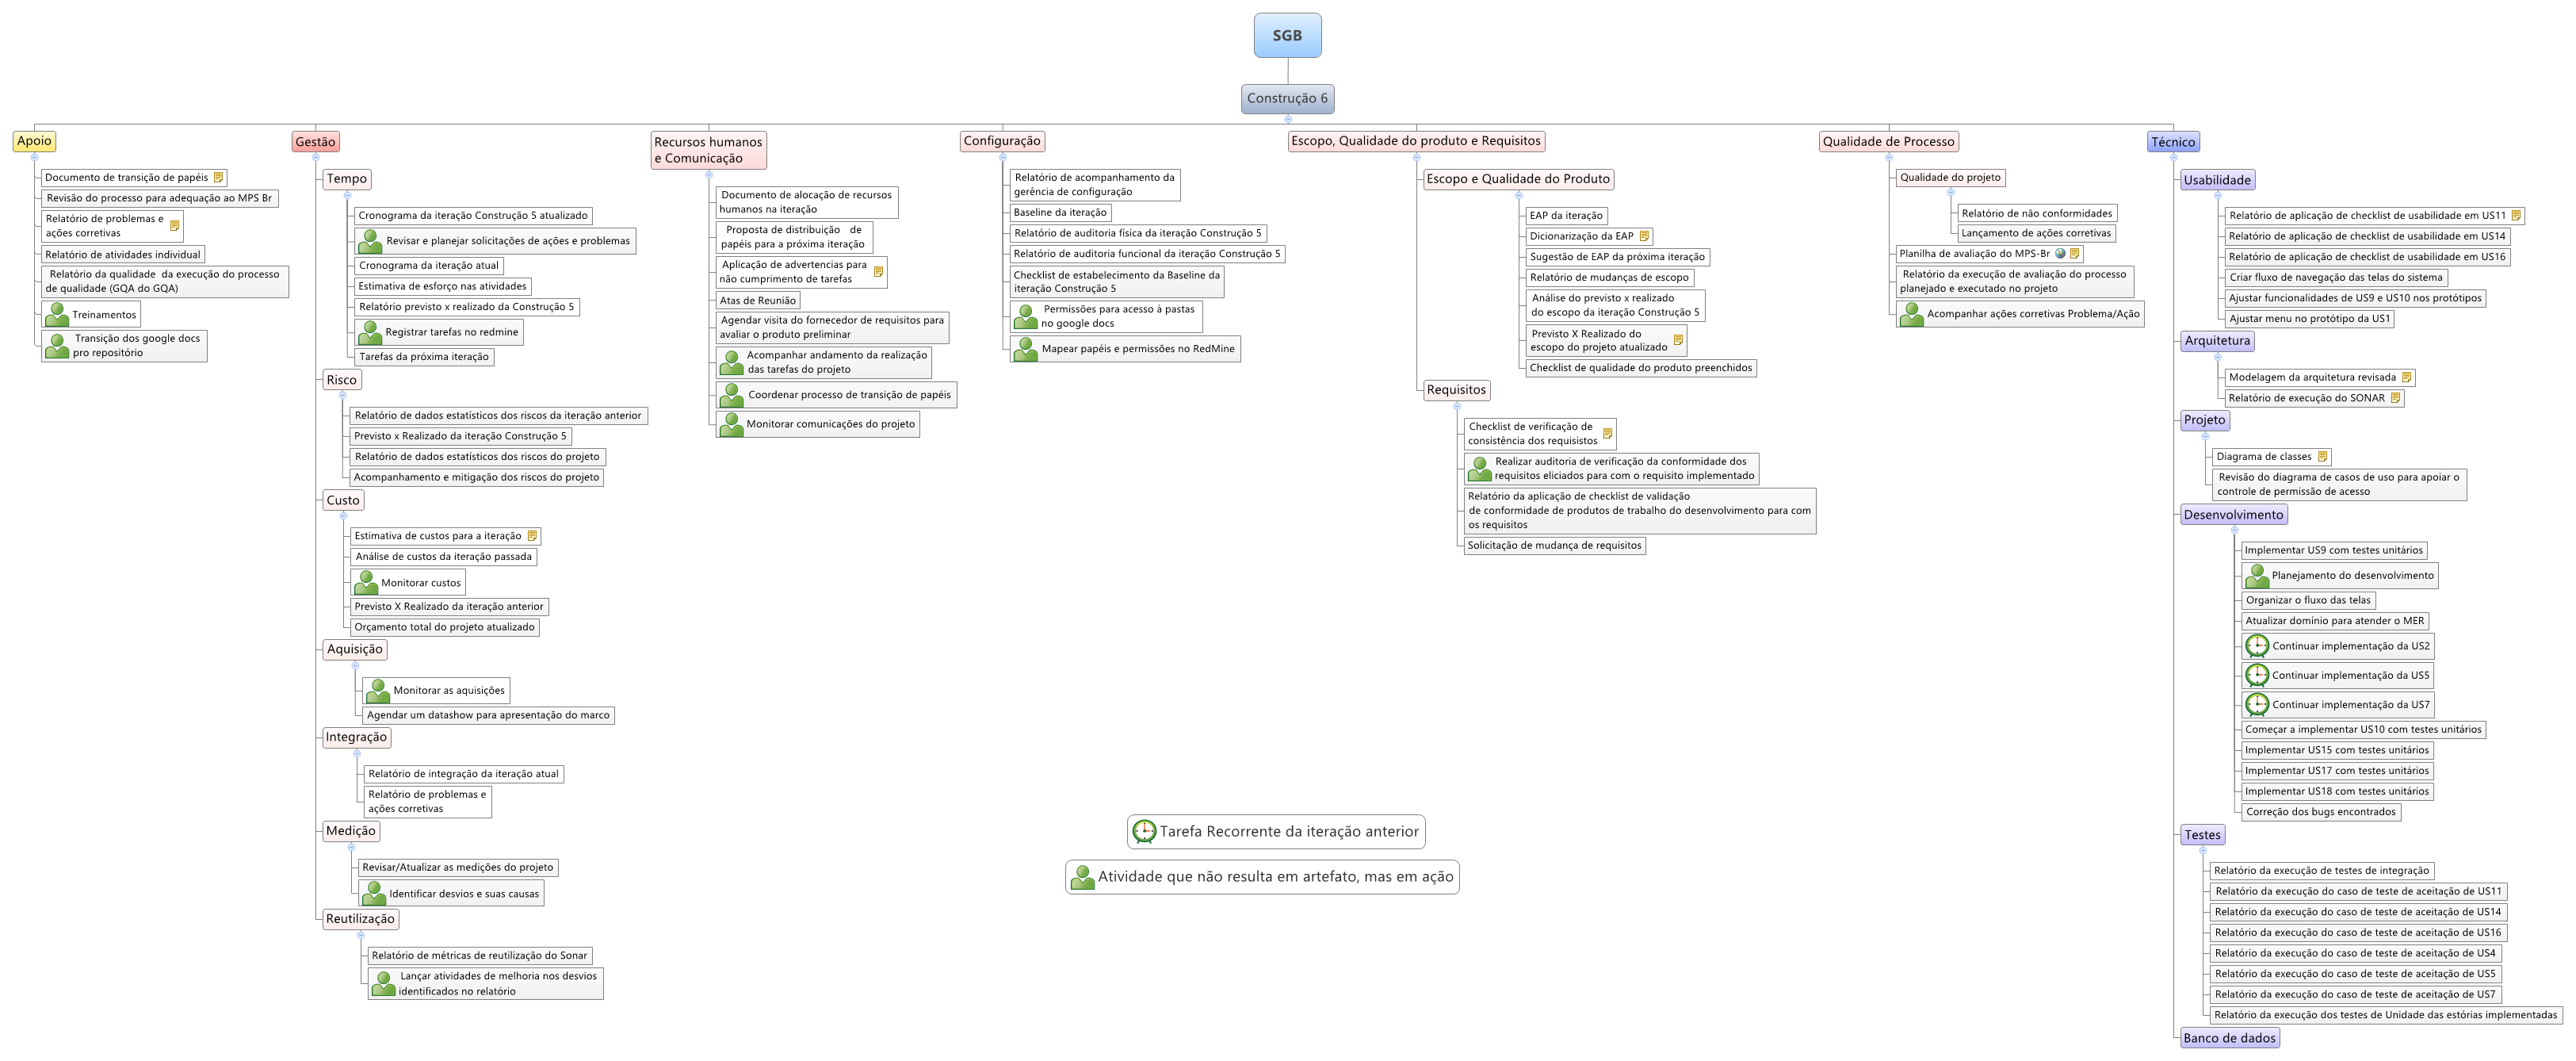 SGB
Construção 6
Apoio
Documento de transição de papéis
Revisão do processo para adequação ao MPS Br
Relatório de problemas e
ações corretivas
Relatório de atividades individual
Relatório da qualidade da execução do processo
de qualidade (GQA do GQA)
Treinamentos
Transição dos google docs
pro repositório
Gestão
Tempo
Cronograma da iteração Construção 5 atualizado
Revisar e planejar solicitações de ações e problemas
Cronograma da iteração atual
Estimativa de esforço nas atividades
Relatório previsto x realizado da Construção 5
Registrar tarefas no redmine
Tarefas da próxima iteração
Risco
Relatório de dados estatísticos dos riscos da iteração anterior
Previsto x Realizado da iteração Construção 5
Relatório de dados estatísticos dos riscos do projeto
Acompanhamento e mitigação dos riscos do projeto
Custo
Estimativa de custos para a iteração
Análise de custos da iteração passada
Monitorar custos
Previsto X Realizado da iteração anterior
Orçamento total do projeto atualizado
Aquisição
Monitorar as aquisições
Agendar um datashow para apresentação do marco
Integração
Relatório de integração da iteração atual
Relatório de problemas e
ações corretivas
Medição
Revisar/Atualizar as medições do projeto
Identificar desvios e suas causas
Reutilização
Relatório de métricas de reutilização do Sonar
Lançar atividades de melhoria nos desvios
identificados no relatório
Recursos humanos
e Comunicação
Documento de alocação de recursos
humanos na iteração
Proposta de distribuição de
papéis para a próxima iteração
Aplicação de advertencias para
não cumprimento de tarefas
Atas de Reunião
Agendar visita do fornecedor de requisitos para
avaliar o produto preliminar
Acompanhar andamento da realização
das tarefas do projeto
Coordenar processo de transição de papéis
Monitorar comunicações do projeto
Configuração
Relatório de acompanhamento da
gerência de configuração
Baseline da iteração
Relatório de auditoria física da iteração Construção 5
Relatório de auditoria funcional da iteração Construção 5
Checklist de estabelecimento da Baseline da
iteração Construção 5
Permissões para acesso à pastas
no google docs
Mapear papéis e permissões no RedMine
Escopo, Qualidade do produto e Requisitos
Escopo e Qualidade do Produto
EAP da iteração
Dicionarização da EAP
Sugestão de EAP da próxima iteração
Relatório de mudanças de escopo
Análise do previsto x realizado
do escopo da iteração Construção 5
Previsto X Realizado do
escopo do projeto atualizado
Checklist de qualidade do produto preenchidos
Requisitos
Checklist de verificação de
consistência dos requisistos
Realizar auditoria de verificação da conformidade dos
requisitos eliciados para com o requisito implementado
Relatório da aplicação de checklist de validação
de conformidade de produtos de trabalho do desenvolvimento para com
os requisitos
Solicitação de mudança de requisitos
Qualidade de Processo
Qualidade do projeto
Relatório de não conformidades
Lançamento de ações corretivas
Planilha de avaliação do MPS-Br
Relatório da execução de avaliação do processo
planejado e executado no projeto
Acompanhar ações corretivas Problema/Ação
Técnico
Usabilidade
Relatório de aplicação de checklist de usabilidade em US11
Relatório de aplicação de checklist de usabilidade em US14
Relatório de aplicação de checklist de usabilidade em US16
Criar fluxo de navegação das telas do sistema
Ajustar funcionalidades de US9 e US10 nos protótipos
Ajustar menu no protótipo da US1
Arquitetura
Modelagem da arquitetura revisada
Relatório de execução do SONAR
Projeto
Diagrama de classes
Revisão do diagrama de casos de uso para apoiar o
controle de permissão de acesso
Desenvolvimento
Implementar US9 com testes unitários
Planejamento do desenvolvimento
Organizar o fluxo das telas
Atualizar domínio para atender o MER
Continuar implementação da US2
Continuar implementação da US5
Continuar implementação da US7
Começar a implementar US10 com testes unitários
Implementar US15 com testes unitários
Implementar US17 com testes unitários
Implementar US18 com testes unitários
Correção dos bugs encontrados
Testes
Relatório da execução de testes de integração
Relatório da execução do caso de teste de aceitação de US11
Relatório da execução do caso de teste de aceitação de US14
Relatório da execução do caso de teste de aceitação de US16
Relatório da execução do caso de teste de aceitação de US4
Relatório da execução do caso de teste de aceitação de US5
Relatório da execução do caso de teste de aceitação de US7
Relatório da execução dos testes de Unidade das estórias implementadas
Banco de dados
Tarefa Recorrente da iteração anterior
Atividade que não resulta em artefato, mas em ação